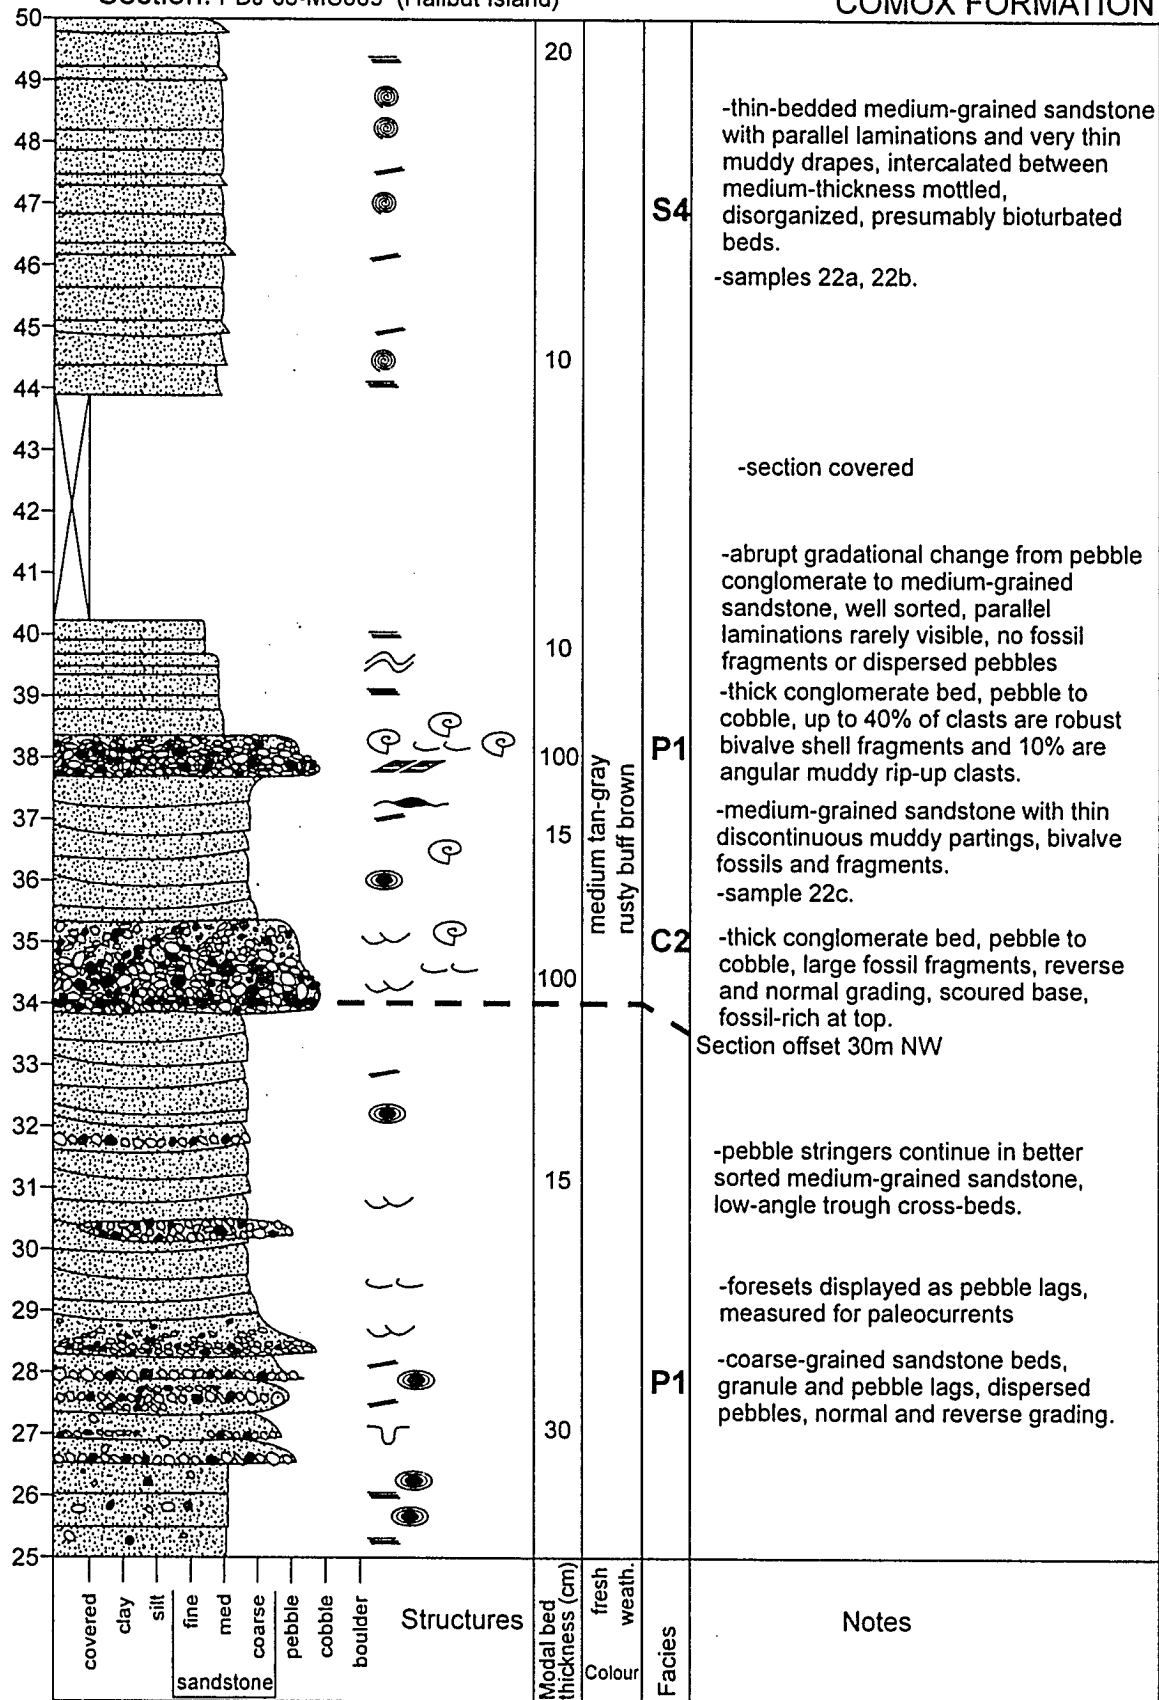 COMOX FORMATION
50
49
48
47
46
45
44
43
42
41
40
39
38
37
36
35
34
33
32
31
30
29
28
27
26
25
20
10
10
100
15
100
15
30
medium tan-gray
rusty buff brown
S4
P1
C2
P1
-thin-bedded medium-grained sandstone
with parallel laminations and very thin
muddy drapes, intercalated between
medium-thickness mottled,
disorganized, presumably bioturbated
beds.
-samples 22a, 22b.
-section covered
-abrupt gradational change from pebble
conglomerate to medium-grained
sandstone, well sorted, parallel
laminations rarely visible, no fossil
fragments or dispersed pebbles
-thick conglomerate bed, pebble to
cobble, up to 40% of clasts are robust
bivalve shell fragments and 10% are
angular muddy rip-up clasts.
-medium-grained sandstone with thin
discontinuous muddy partings, bivalve
fossils and fragments.
-sample 22c.
-thick conglomerate bed, pebble to
cobble, large fossil fragments, reverse
and normal grading, scoured base,
fossil-rich at top.
Section offset 30m NW
-pebble stringers continue in better
sorted medium-grained sandstone,
low-angle trough cross-beds.
-foresets displayed as pebble lags,
measured for paleocurrents
-coarse-grained sandstone beds,
granule and pebble lags, dispersed
pebbles, normal and reverse grading.
covered
clay
silt
fine
med
coarse
pebble
cobble
boulder
sandstone
Structures
Modal bed
thickness (cm)
fresh
weath.
Colour
Facies
Notes